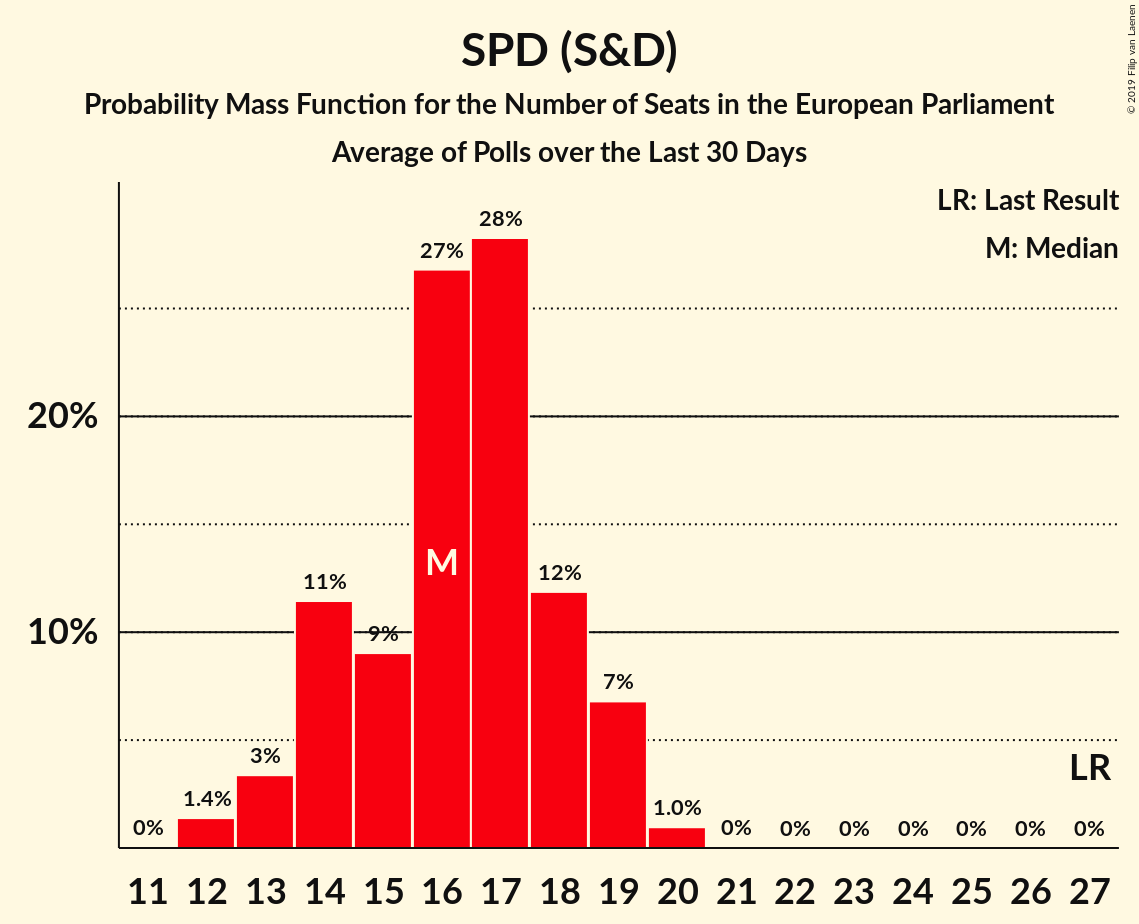 SPD (S&D)
Probability Mass Function for the Number of Seats in the European Parliament
Average of Polls over the Last 30 Days
© 2019 Filip van Laenen
LR: Last Result
M: Median
28%
27%
20%
M
12%
11%
10%
9%
7%
3%
LR
1.4%
1.0%
0% 0% 0% 0% 0% 0% 0% 0%
11 12 13 14 15 16 17 18 19 20 21 22 23 24 25 26 27